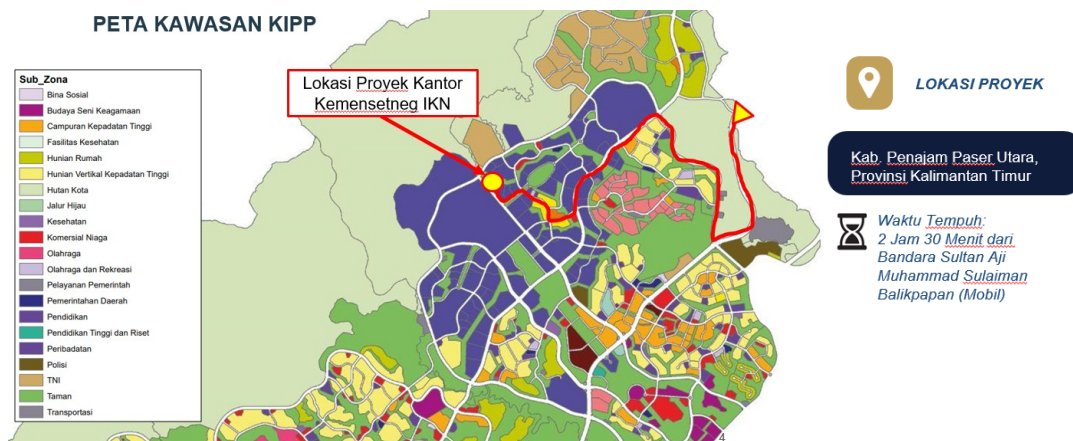 PETA KAWASAN KIPP
Sub_Zona
Bina Sosial
Budaya Seni Keagamaan
Campuran Kepadatan Tinggi
Fasilitas Kesehatan
Hunian Rumah
Hunian Vertikal Kepadatan Tinggi
Hutan Kota
Jalur Hijau
Kesehatan
Komersial Niaga
Olahraga
Olahraga dan Rekreasi
Pelayanan Pemerintah
Pemerintahan Daerah
Pendidikan
Pendidikan Tinggi dan Riset
Peribadatan
Polisi
TNI
Taman
Transportasi
Lokasi Proyek Kantor
Kemensetneg IKN
LOKASI PROYEK
Kab. Penajam Paser Utara,
Provinsi Kalimantan Timur
Waktu Tempuh:
2 Jam 30 Menit dari
Bandara Sultan Aji
Muhammad Sulaiman
Balikpapan (Mobil)
4